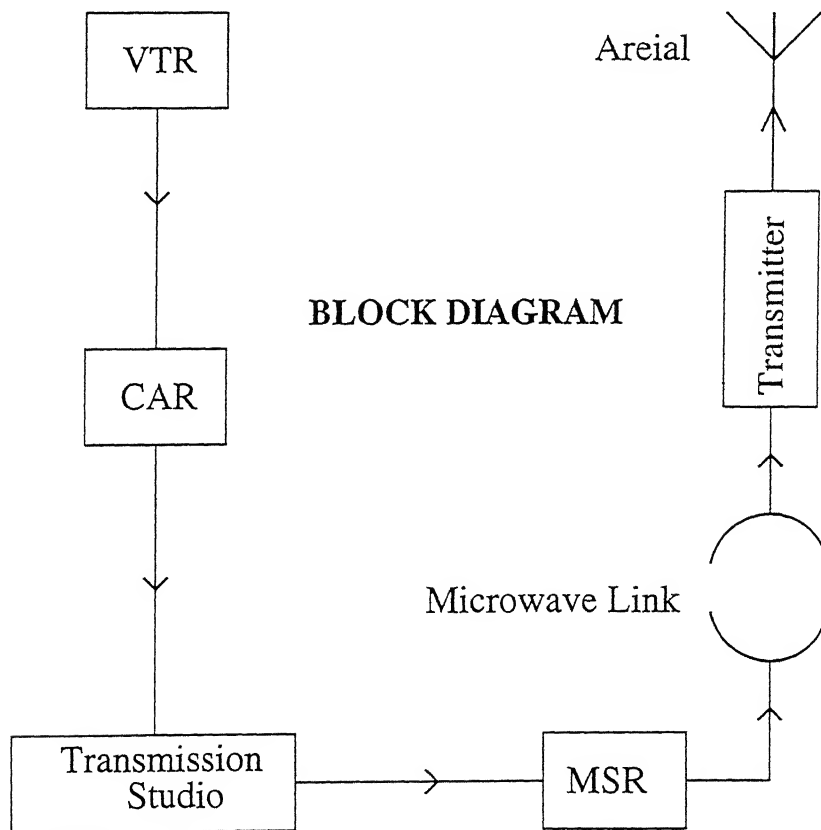 VTR
Areial
Transmitter
BLOCK DIAGRAM
CAR
Microwave Link
Transmission
Studio
MSR